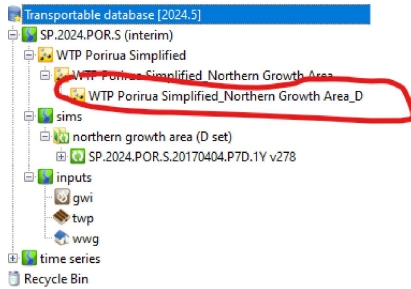 Transportable database [2024.5]
SP.2024.POR.S (interim)
WTP Porirua Simplified
WTP Porirua Simplified_Northern Growth Area
WTP Porirua Simplified_Northern Growth Area_D
sims
northern growth area (D set)
SP.2024.POR.S.20170404.P7D.1Y v278
inputs
gwi
twp
wwg
time series
Recycle Bin